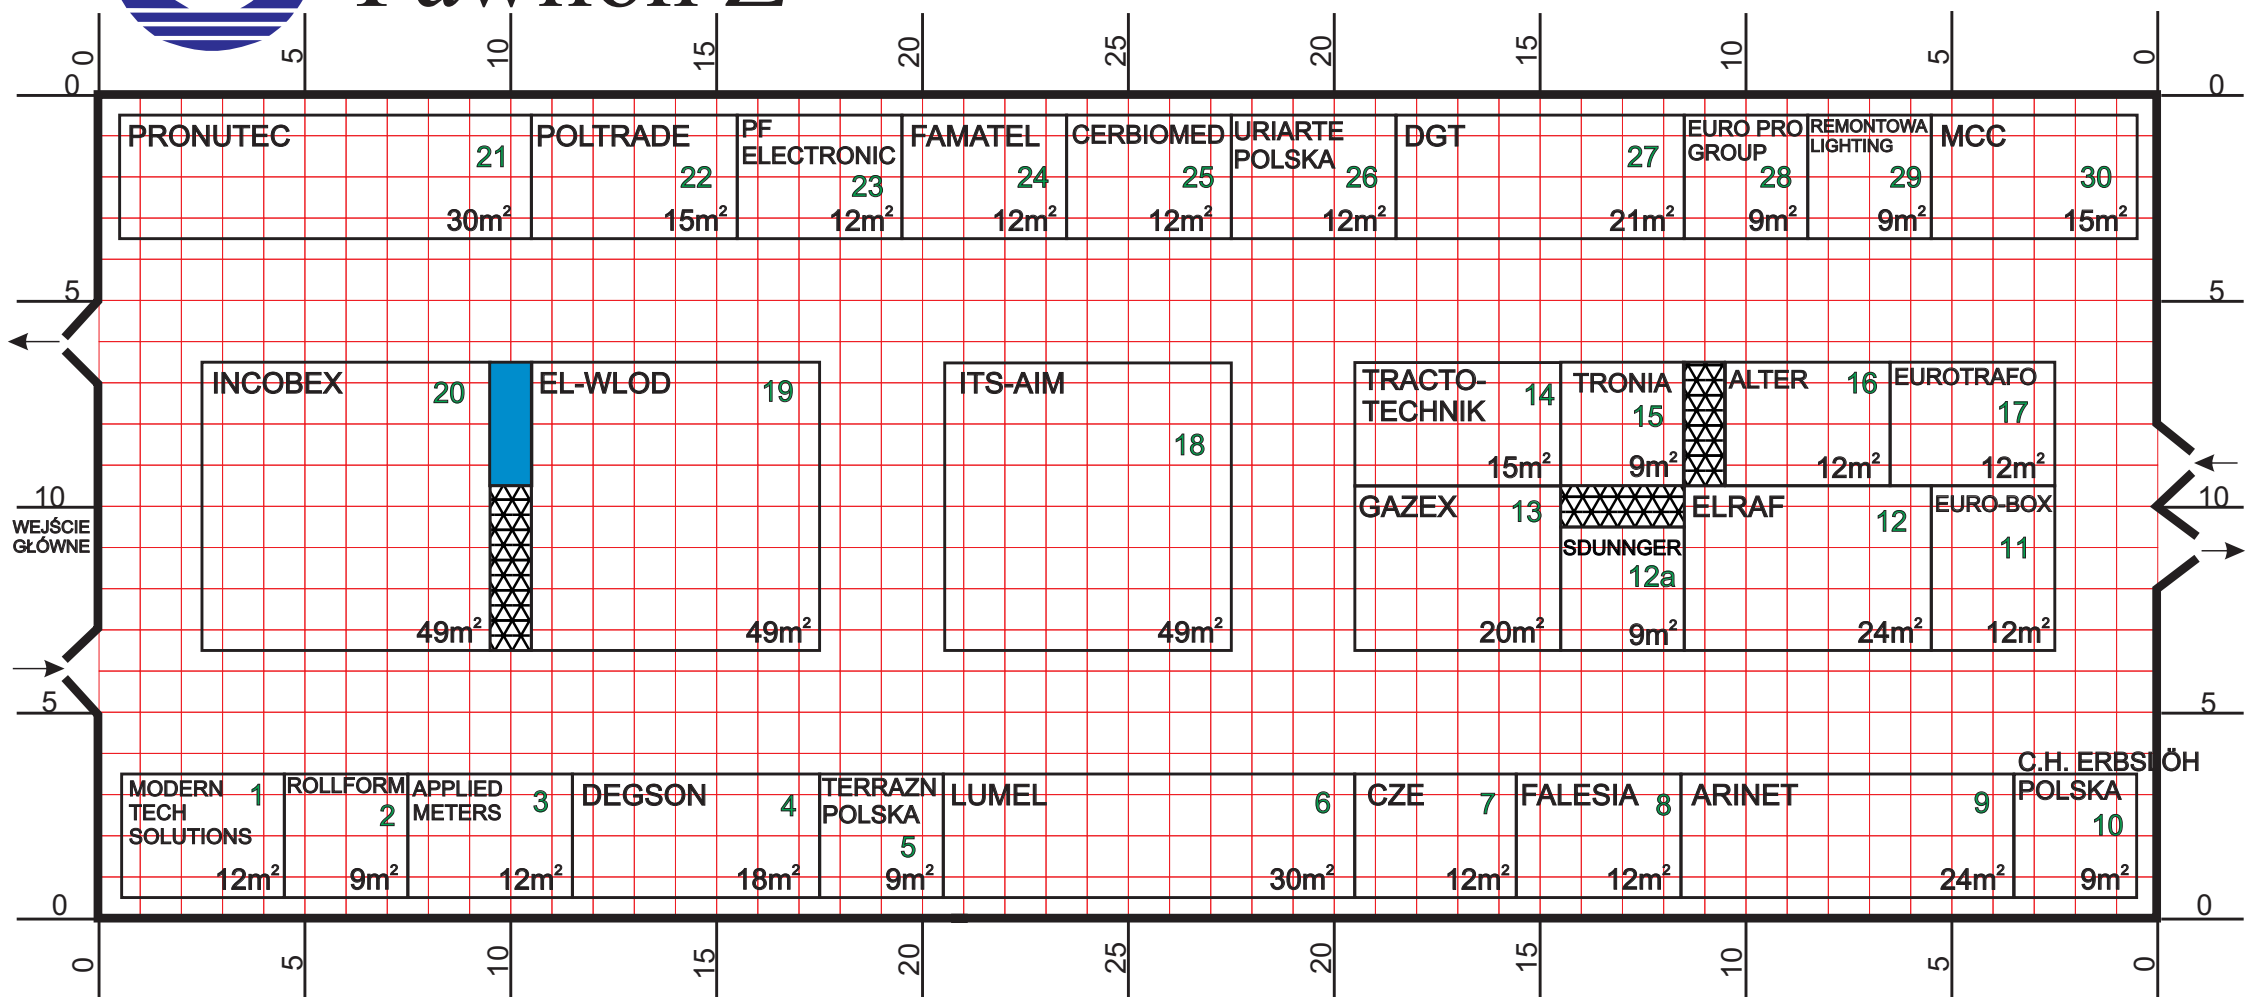 0 5 10 15 20 25 20 15 10 5 0
0 0
PRONUTEC
21
30m²
POLTRADE
22
15m²
PF
ELECTRONIC
23
12m²
FAMATEL
24
12m²
CERBIOMED
25
12m²
URIARTE
POLSKA
26
12m²
DGT
27
21m²
EURO PRO
GROUP
28
9m²
REMONTOWA
LIGHTING
29
9m²
MCC
30
15m²
5 5
INCOBEX
20
49m²
EL-WLOD
19
49m²
ITS-AIM
18
49m²
TRACTO-
TECHNIK
14
15m²
TRONIA
15
9m²
ALTER
16
12m²
EUROTRAFO
17
12m²
10 10
WEJŚCIE
GŁÓWNE
GAZEX
13
20m²
SDUNNGER
12a
9m²
ELRAF
12
24m²
EURO-BOX
11
12m²
5 5
MODERN
TECH
SOLUTIONS
1
12m²
ROLLFORM
2
9m²
APPLIED
METERS
3
12m²
DEGSON
4
18m²
TERRAZN
POLSKA
5
9m²
LUMEL
6
30m²
CZE
7
12m²
FALESIA
8
12m²
ARINET
9
24m²
C.H. ERBSLÖH
POLSKA
10
9m²
0 0
0 5 10 15 20 25 20 15 10 5 0